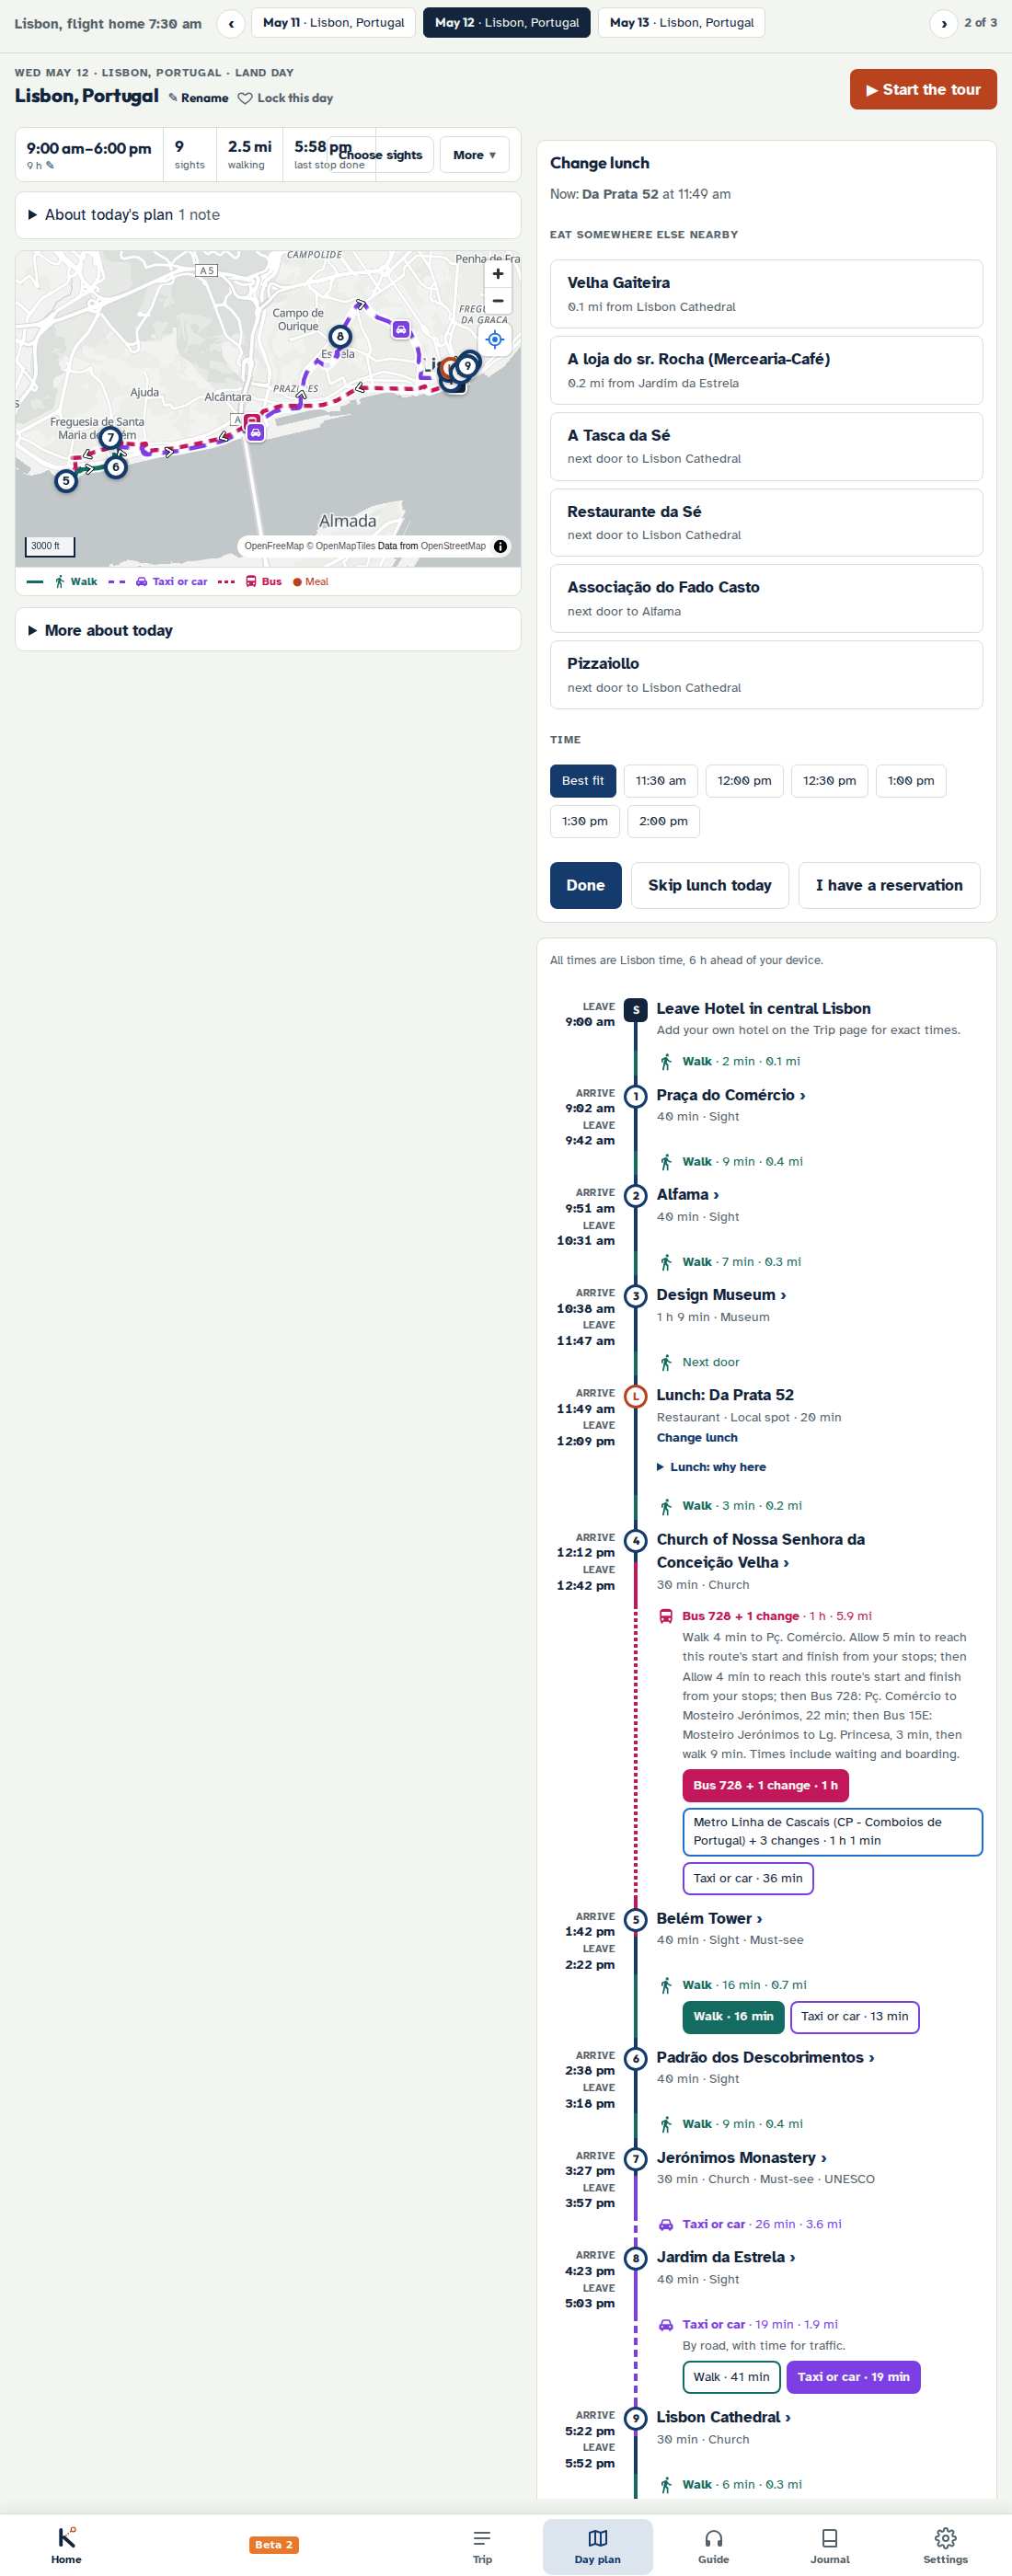 Lisbon, flight home 7:30 am
‹
May 11 · Lisbon, Portugal
May 12 · Lisbon, Portugal
May 13 · Lisbon, Portugal
›
2 of 3
WED MAY 12 · LISBON, PORTUGAL · LAND DAY
Lisbon, Portugal ✎ Rename Lock this day
▶ Start the tour
9:00 am–6:00 pm
9 h ✎
9
sights
2.5 mi
walking
5:58 pm
last stop done
Choose sights
More ▾
▶ About today's plan 1 note
CAMPOLIDE
Penha de Fra
A 5
Campo de
Ourique
DA GRAÇA
8
9
Ajuda
Alcântara
Freguesia de Santa
7
6
5
Almada
3000 ft
OpenFreeMap © OpenMapTiles Data from OpenStreetMap
+
−
Walk
Taxi or car
Bus
Meal
▶ More about today
Change lunch
Now: Da Prata 52 at 11:49 am
EAT SOMEWHERE ELSE NEARBY
Velha Gaiteira
0.1 mi from Lisbon Cathedral
A loja do sr. Rocha (Mercearia-Café)
0.2 mi from Jardim da Estrela
A Tasca da Sé
next door to Lisbon Cathedral
Restaurante da Sé
next door to Lisbon Cathedral
Associação do Fado Casto
next door to Alfama
Pizzaiollo
next door to Lisbon Cathedral
TIME
Best fit
11:30 am
12:00 pm
12:30 pm
1:00 pm
1:30 pm
2:00 pm
Done
Skip lunch today
I have a reservation
All times are Lisbon time, 6 h ahead of your device.
LEAVE
9:00 am
S
Leave Hotel in central Lisbon
Add your own hotel on the Trip page for exact times.
Walk · 2 min · 0.1 mi
ARRIVE
9:02 am
LEAVE
9:42 am
1
Praça do Comércio ›
40 min · Sight
Walk · 9 min · 0.4 mi
ARRIVE
9:51 am
LEAVE
10:31 am
2
Alfama ›
40 min · Sight
Walk · 7 min · 0.3 mi
ARRIVE
10:38 am
LEAVE
11:47 am
3
Design Museum ›
1 h 9 min · Museum
Next door
ARRIVE
11:49 am
LEAVE
12:09 pm
L
Lunch: Da Prata 52
Restaurant · Local spot · 20 min
Change lunch
▶ Lunch: why here
Walk · 3 min · 0.2 mi
ARRIVE
12:12 pm
LEAVE
12:42 pm
4
Church of Nossa Senhora da
Conceição Velha ›
30 min · Church
Bus 728 + 1 change · 1 h · 5.9 mi
Walk 4 min to Pç. Comércio. Allow 5 min to reach
this route's start and finish from your stops; then
Allow 4 min to reach this route's start and finish
from your stops; then Bus 728: Pç. Comércio to
Mosteiro Jerónimos, 22 min; then Bus 15E:
Mosteiro Jerónimos to Lg. Princesa, 3 min, then
walk 9 min. Times include waiting and boarding.
Bus 728 + 1 change · 1 h
Metro Linha de Cascais (CP - Comboios de
Portugal) + 3 changes · 1 h 1 min
Taxi or car · 36 min
ARRIVE
1:42 pm
LEAVE
2:22 pm
5
Belém Tower ›
40 min · Sight · Must-see
Walk · 16 min · 0.7 mi
Walk · 16 min
Taxi or car · 13 min
ARRIVE
2:38 pm
LEAVE
3:18 pm
6
Padrão dos Descobrimentos ›
40 min · Sight
Walk · 9 min · 0.4 mi
ARRIVE
3:27 pm
LEAVE
3:57 pm
7
Jerónimos Monastery ›
30 min · Church · Must-see · UNESCO
Taxi or car · 26 min · 3.6 mi
ARRIVE
4:23 pm
LEAVE
5:03 pm
8
Jardim da Estrela ›
40 min · Sight
Taxi or car · 19 min · 1.9 mi
By road, with time for traffic.
Walk · 41 min
Taxi or car · 19 min
ARRIVE
5:22 pm
LEAVE
5:52 pm
9
Lisbon Cathedral ›
30 min · Church
Walk · 6 min · 0.3 mi
Home
Beta 2
Trip
Day plan
Guide
Journal
Settings